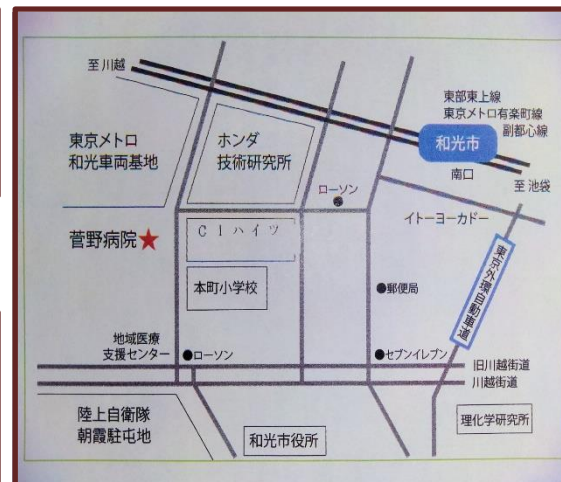 至川越
東部東上線
東京メトロ有楽町線
副都心線
和光市
南口
至池袋
東京メトロ
和光車両基地
ホンダ
技術研究所
ローソン
イトーヨーカドー
菅野病院★
CIハイツ
本町小学校
東京外環自動車道
●郵便局
地域医療
支援センター
●ローソン
●セブンイレブン
旧川越街道
川越街道
陸上自衛隊
朝霞駐屯地
和光市役所
理化学研究所